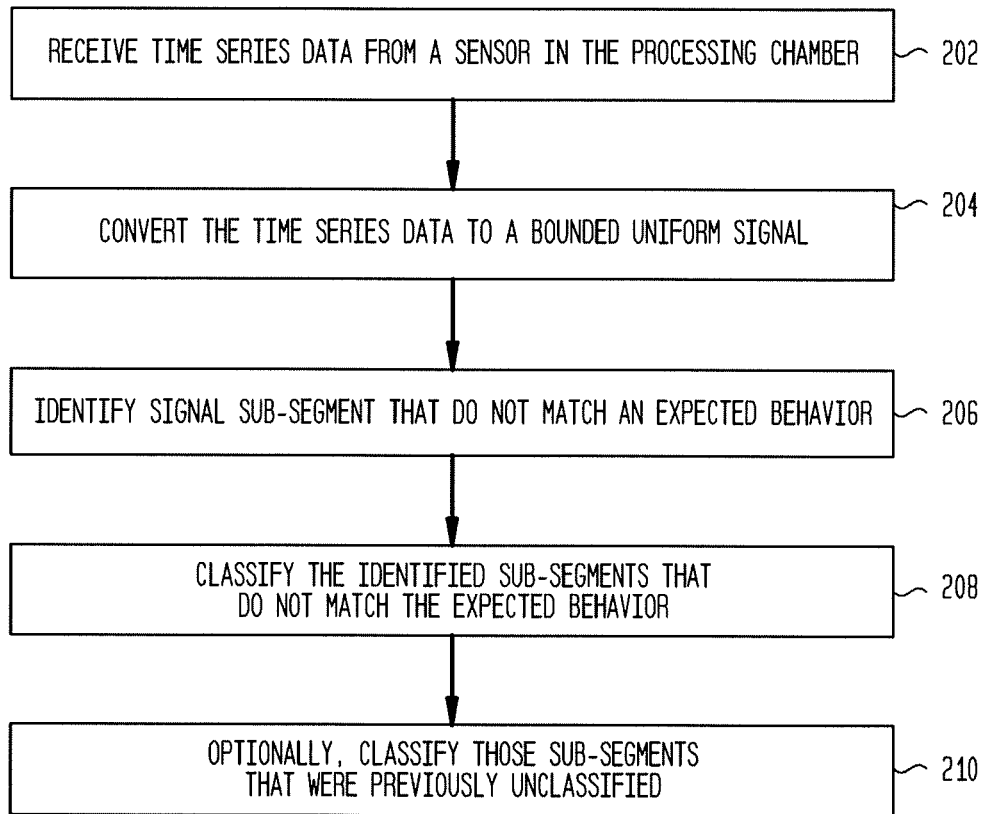 RECEIVE TIME SERIES DATA FROM A SENSOR IN THE PROCESSING CHAMBER
202
CONVERT THE TIME SERIES DATA TO A BOUNDED UNIFORM SIGNAL
204
IDENTIFY SIGNAL SUB-SEGMENT THAT DO NOT MATCH AN EXPECTED BEHAVIOR
206
CLASSIFY THE IDENTIFIED SUB-SEGMENTS THAT
DO NOT MATCH THE EXPECTED BEHAVIOR
208
OPTIONALLY, CLASSIFY THOSE SUB-SEGMENTS
THAT WERE PREVIOUSLY UNCLASSIFIED
210